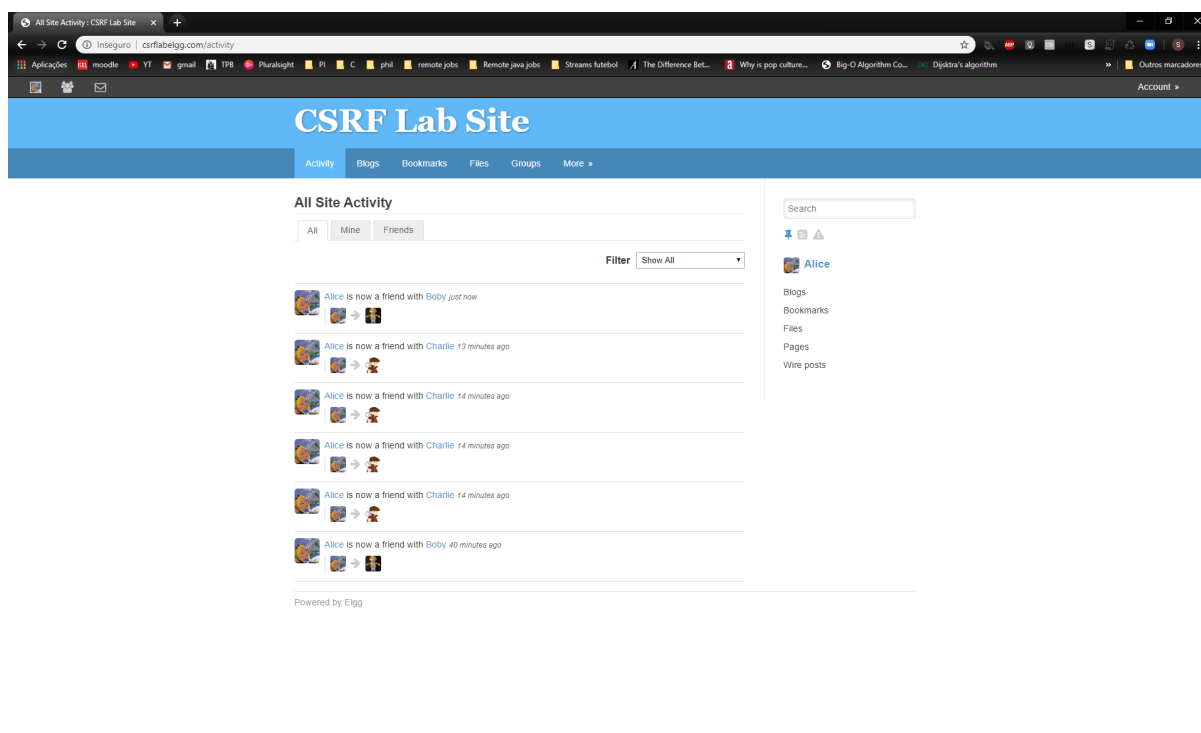 All Site Activity : CSRF Lab Site
Inseguro | csrflabelgg.com/activity
Aplicações moodle YT gmail TPB Pluralsight PI C phil remote jobs Remote java jobs Streams futebol The Difference Bet... Why is pop culture... Big-O Algorithm Co... Dijsktra's algorithm » Outros marcadores
Account »
CSRF Lab Site
Activity Blogs Bookmarks Files Groups More »
All Site Activity
All Mine Friends
Filter Show All
Alice is now a friend with Boby just now
Alice is now a friend with Charlie 13 minutes ago
Alice is now a friend with Charlie 14 minutes ago
Alice is now a friend with Charlie 14 minutes ago
Alice is now a friend with Charlie 14 minutes ago
Alice is now a friend with Boby 40 minutes ago
Powered by Elgg
Search
Alice
Blogs
Bookmarks
Files
Pages
Wire posts